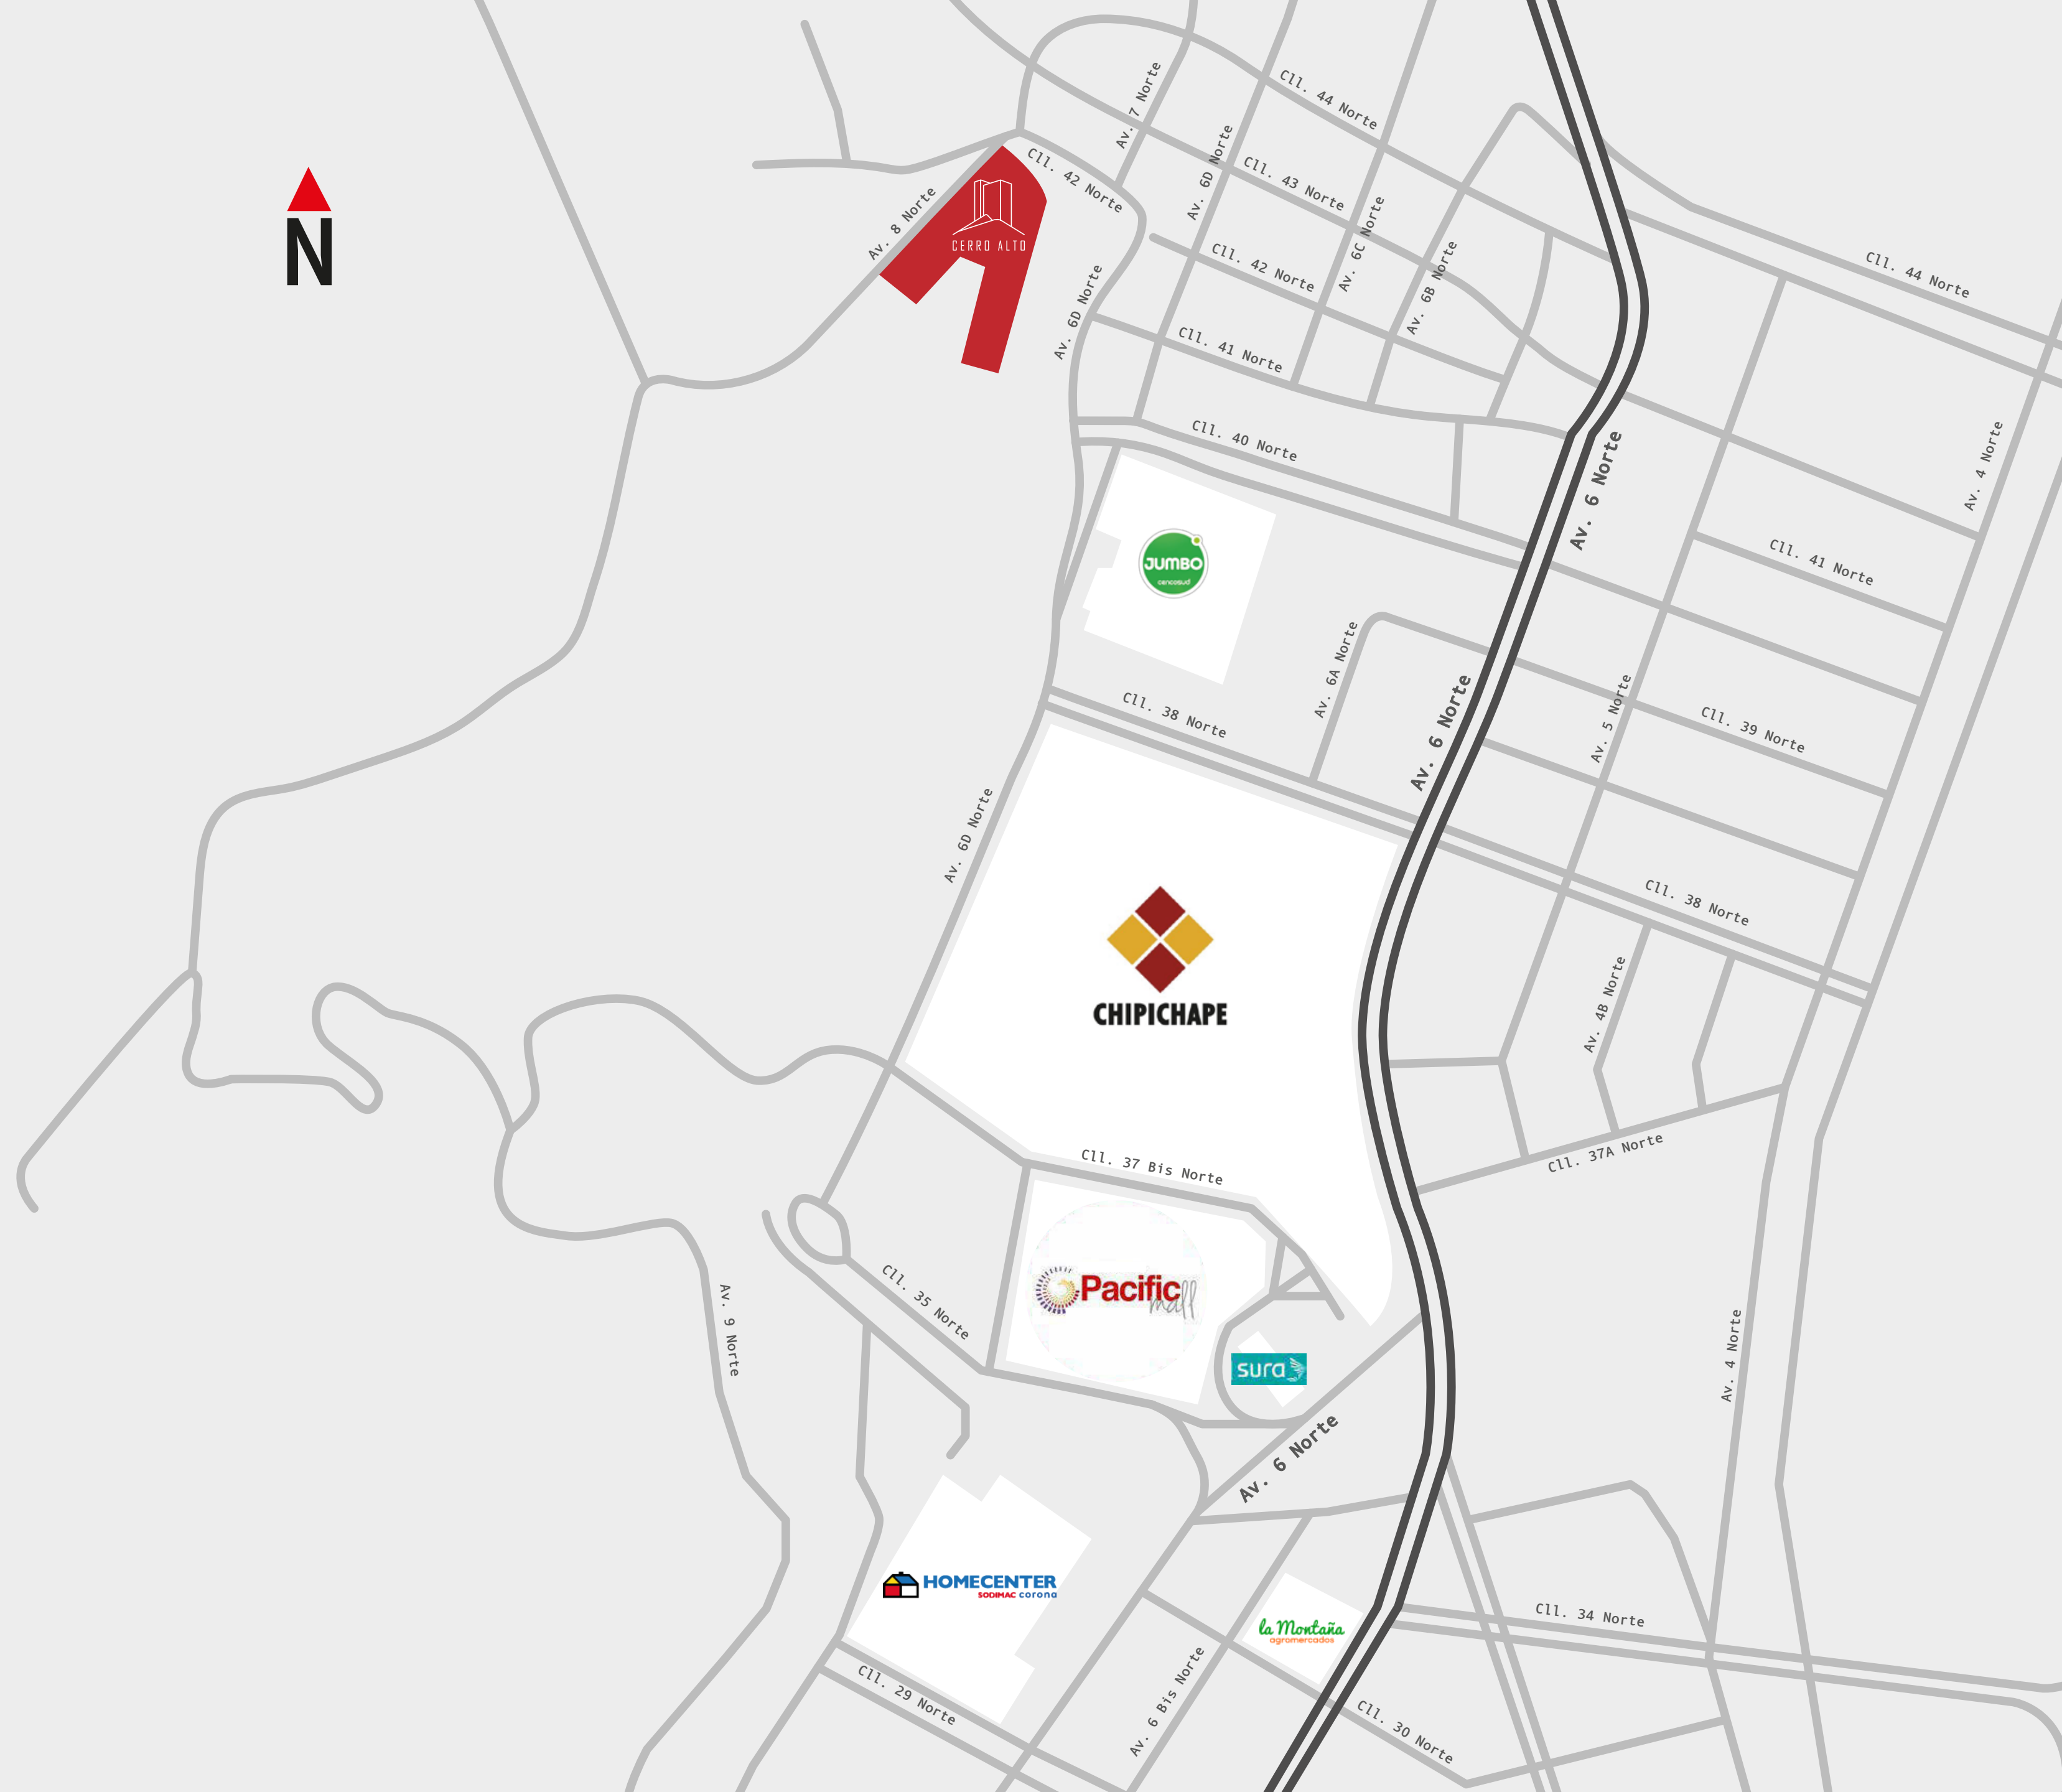 Cll. 44 Norte
Av. 7 Norte
Av. 6D Norte
Cll. 43 Norte
Cll. 42 Norte
Av. 8 Norte
N
CERRO ALTO
Av. 6C Norte
Av. 6B Norte
Cll. 42 Norte
Cll. 44 Norte
Av. 6D Norte
Cll. 41 Norte
Cll. 40 Norte
Av. 6 Norte
Av. 4 Norte
JUMBO
cencosud
Cll. 41 Norte
Av. 6A Norte
Cll. 38 Norte
Av. 6 Norte
Av. 5 Norte
Cll. 39 Norte
Av. 6D Norte
Cll. 38 Norte
CHIPICHAPE
Av. 4B Norte
Cll. 37 Bis Norte
Cll. 37A Norte
Pacific
mall
Cll. 35 Norte
Av. 9 Norte
sura
Av. 4 Norte
Av. 6 Norte
HOMECENTER
SODIMAC corona
la Montaña
agromercados
Cll. 34 Norte
Cll. 29 Norte
Av. 6 Bis Norte
Cll. 30 Norte